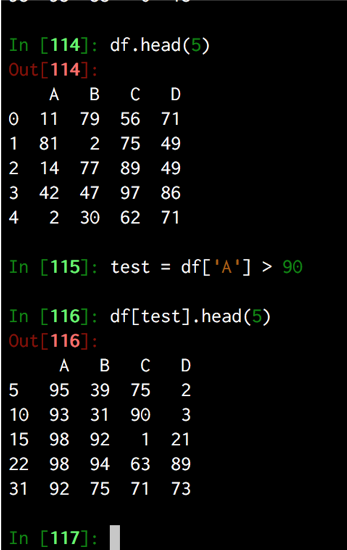 In [114]: df.head(5)
Out[114]:
    A   B   C   D
0  11  79  56  71
1  81   2  75  49
2  14  77  89  49
3  42  47  97  86
4   2  30  62  71
In [115]: test = df['A'] > 90
In [116]: df[test].head(5)
Out[116]:
     A   B   C   D
5   95  39  75   2
10  93  31  90   3
15  98  92   1  21
22  98  94  63  89
31  92  75  71  73
In [117]: